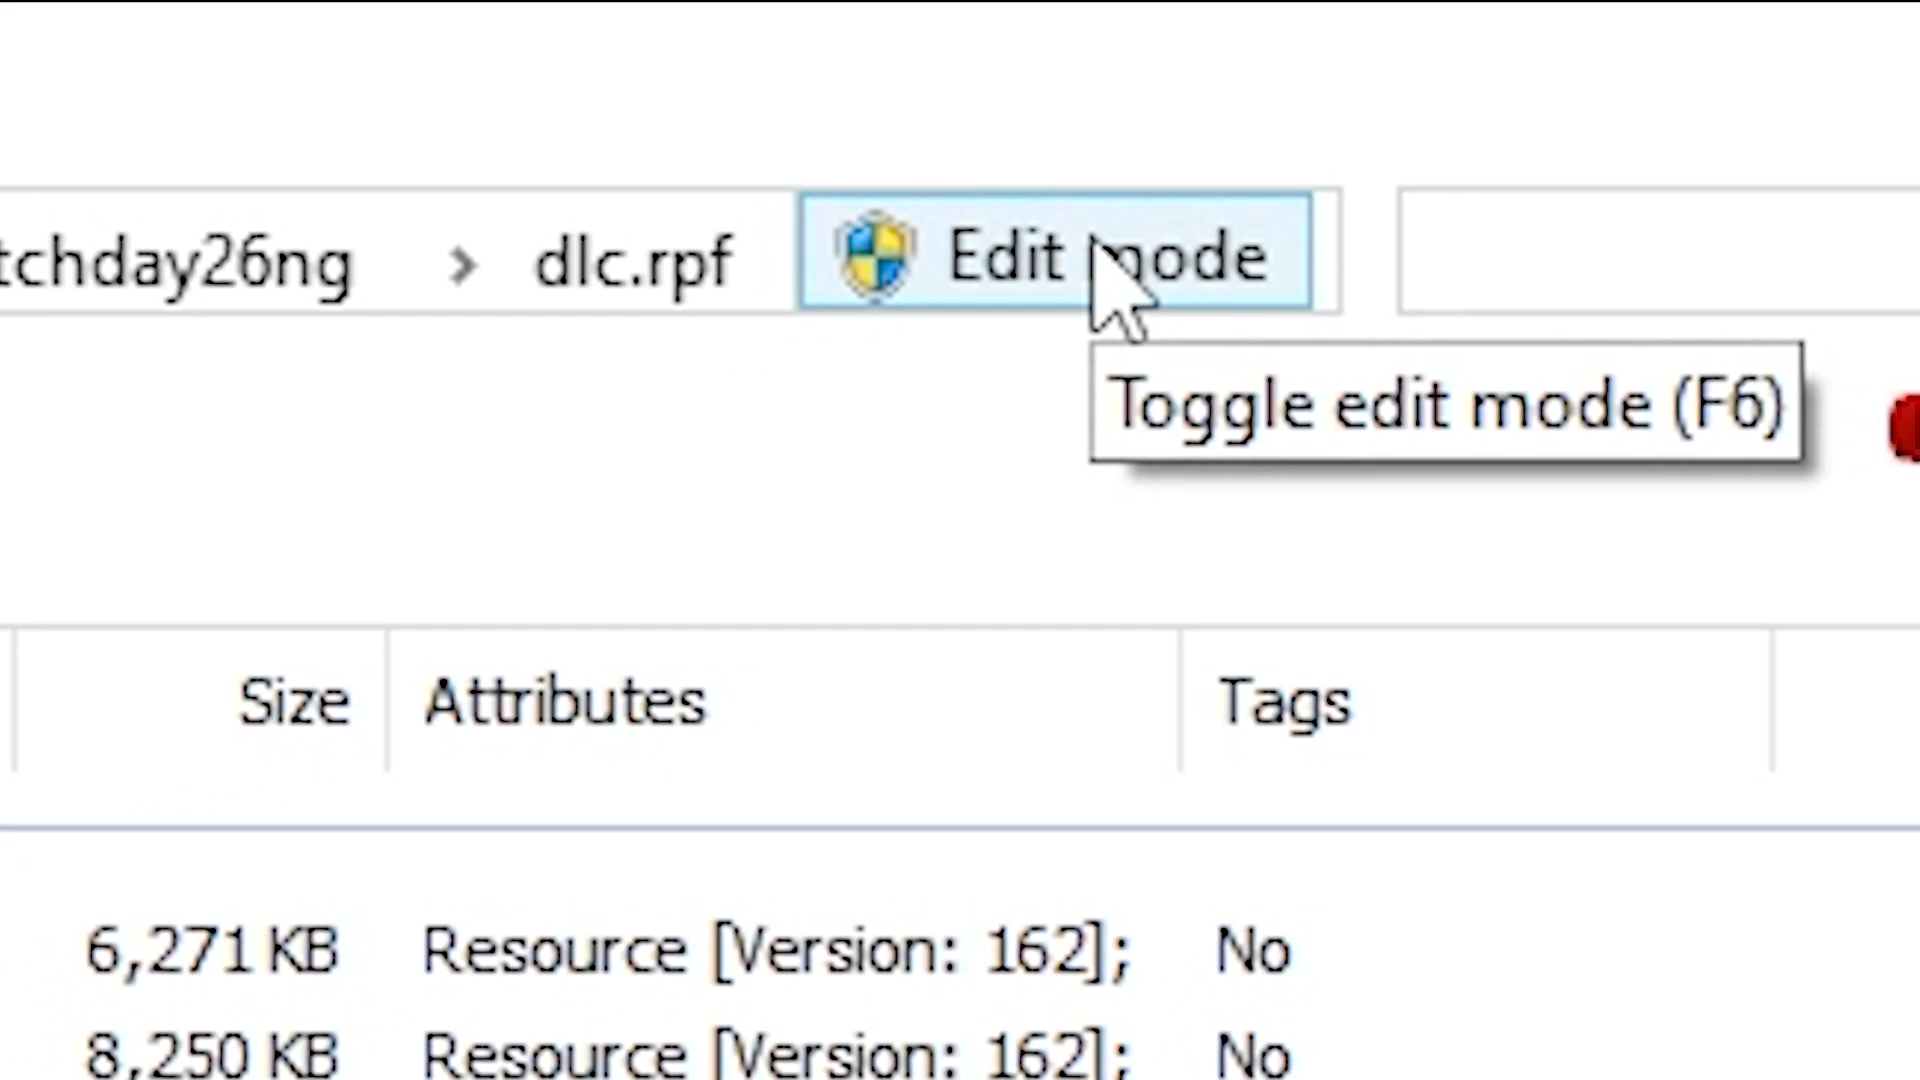 tchday26ng > dlc.rpf Edit mode
Toggle edit mode (F6)
Size Attributes Tags
6,271 KB Resource [Version: 162]; No
8,250 KB Resource [Version: 162]; No